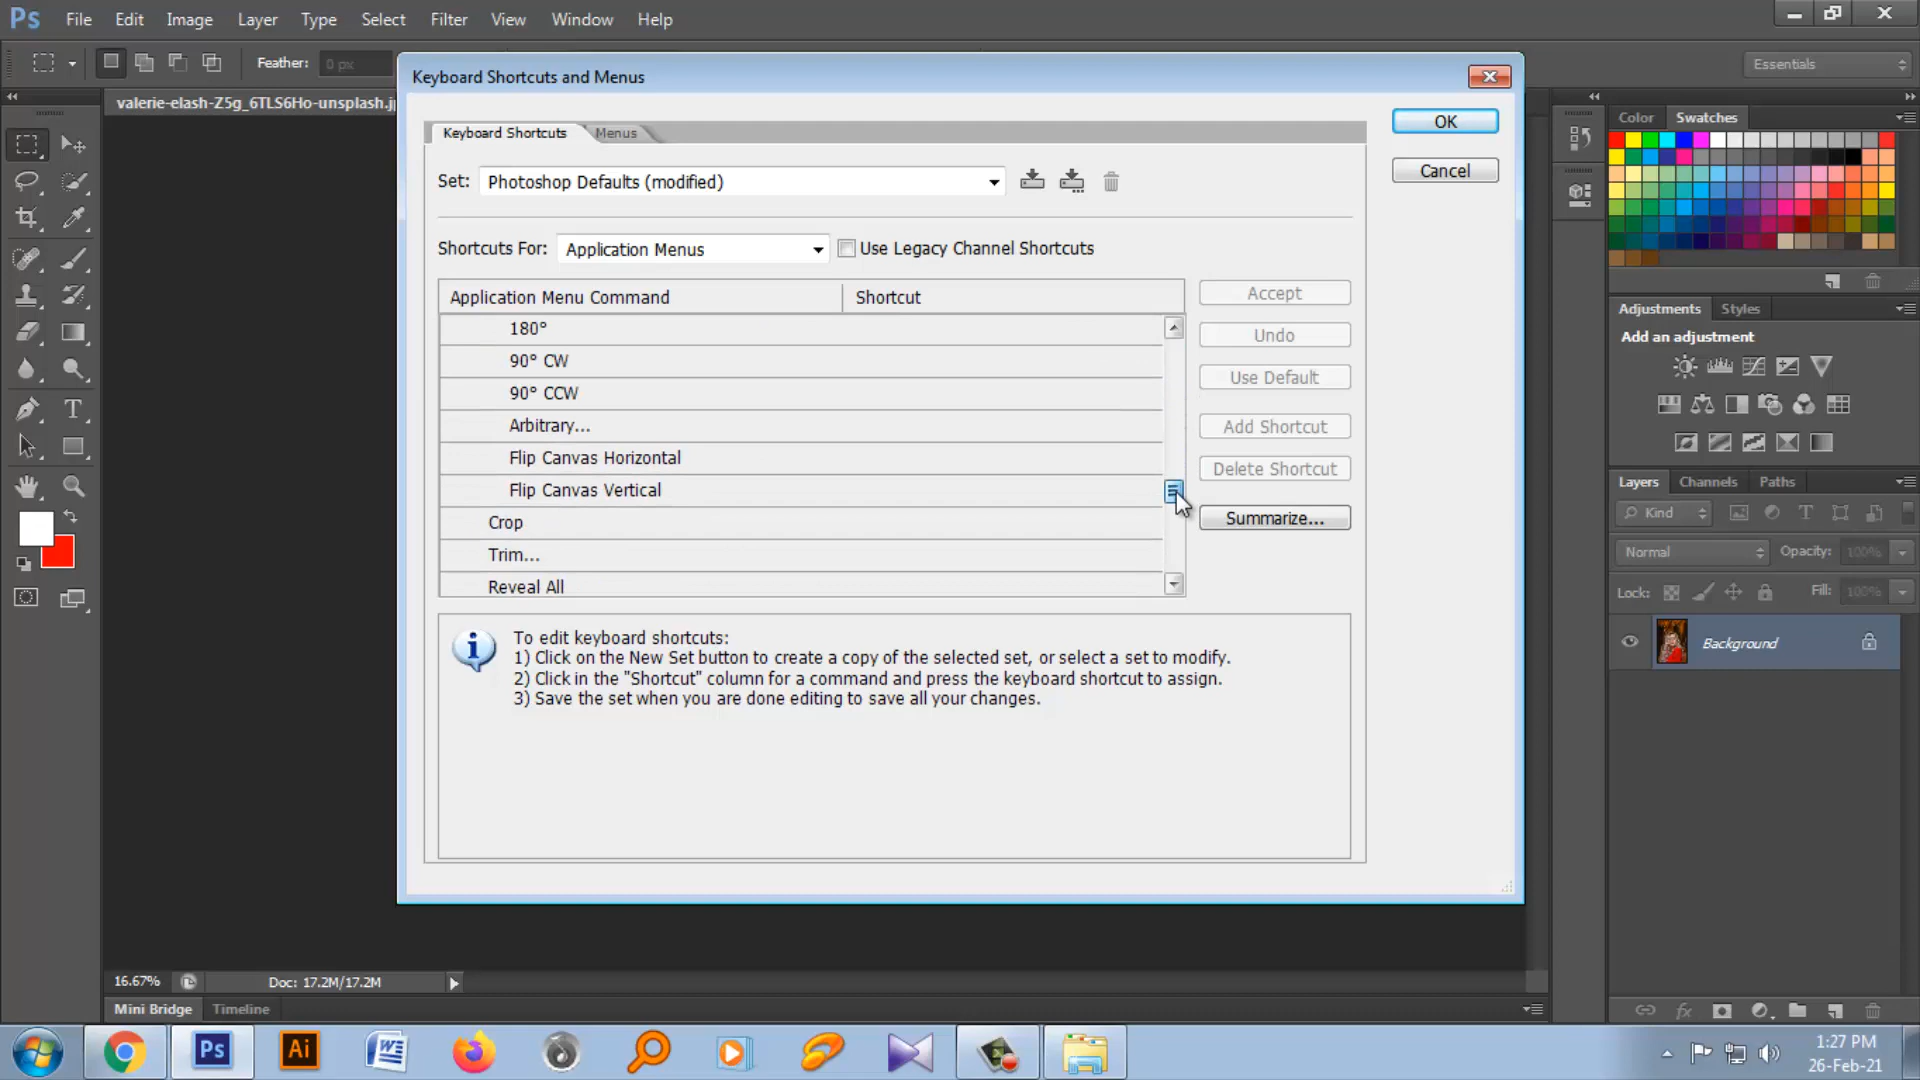 Ps File Edit Image Layer Type Select Filter View Window Help
Feather: 0 px
Essentials
valerie-elash-Z5g_6TLS6Ho-unsplash.j
Keyboard Shortcuts and Menus
Keyboard Shortcuts Menus
Set: Photoshop Defaults (modified)
Shortcuts For: Application Menus Use Legacy Channel Shortcuts
Application Menu Command Shortcut
180°
90° CW
90° CCW
Arbitrary...
Flip Canvas Horizontal
Flip Canvas Vertical
Crop
Trim...
Reveal All
OK
Cancel
Accept
Undo
Use Default
Add Shortcut
Delete Shortcut
Summarize...
To edit keyboard shortcuts:
1) Click on the New Set button to create a copy of the selected set, or select a set to modify.
2) Click in the "Shortcut" column for a command and press the keyboard shortcut to assign.
3) Save the set when you are done editing to save all your changes.
Color Swatches
Adjustments Styles
Add an adjustment
Layers Channels Paths
Kind
Normal Opacity: 100%
Lock: Fill: 100%
Background
fx
16.67% Doc: 17.2M/17.2M
Mini Bridge Timeline
Ps Ai W
1:27 PM
26-Feb-21